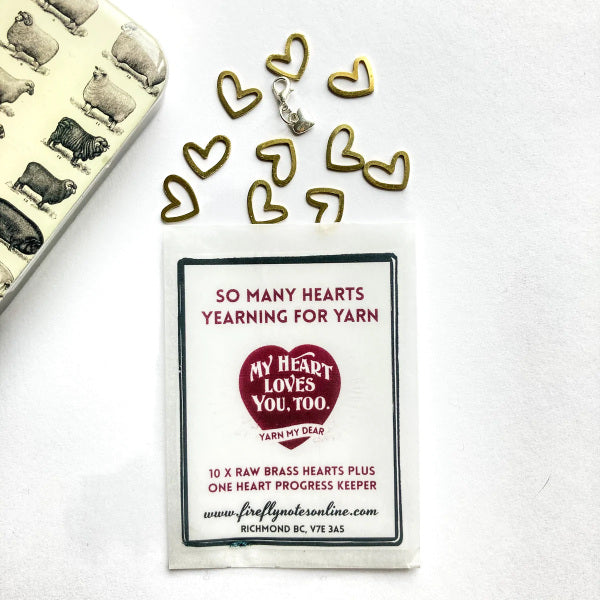 SO MANY HEARTS
YEARNING FOR YARN
MY HEART
LOVES
YOU, TOO.
YARN MY DEAR
10 X RAW BRASS HEARTS PLUS
ONE HEART PROGRESS KEEPER
www.fireflynotesonline.com
RICHMOND BC, V7E 3A5